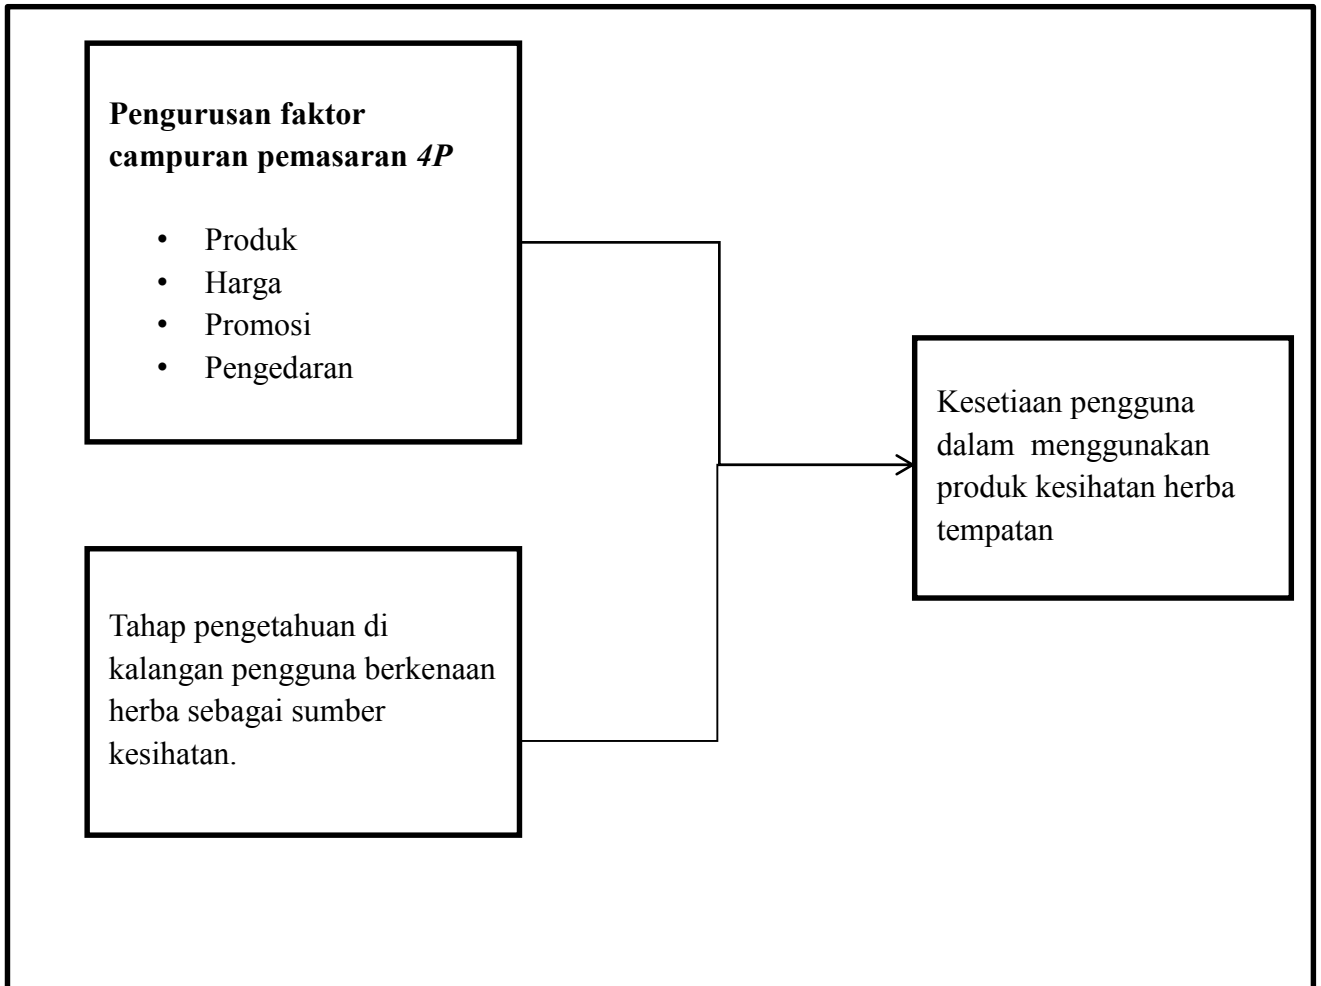 Pengurusan faktor
campuran pemasaran 4P
• Produk
• Harga
• Promosi
• Pengedaran
Kesetiaan pengguna
dalam menggunakan
produk kesihatan herba
tempatan
Tahap pengetahuan di
kalangan pengguna berkenaan
herba sebagai sumber
kesihatan.